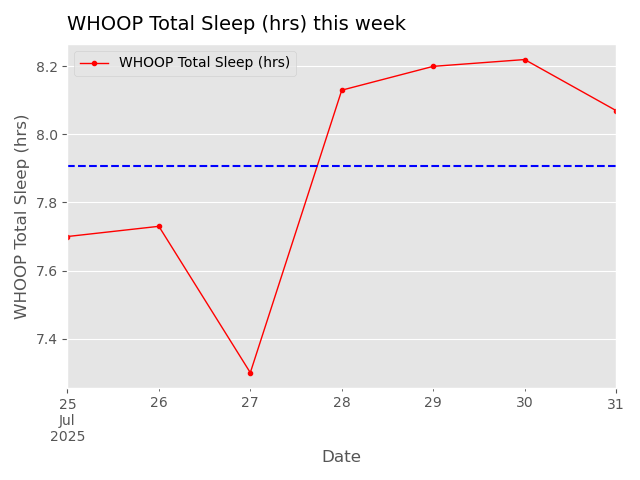 WHOOP Total Sleep (hrs) this week
WHOOP Total Sleep (hrs)
WHOOP Total Sleep (hrs)
8.2
8.0
7.8
7.6
7.4
25 26 27 28 29 30 31
Jul
2025
Date